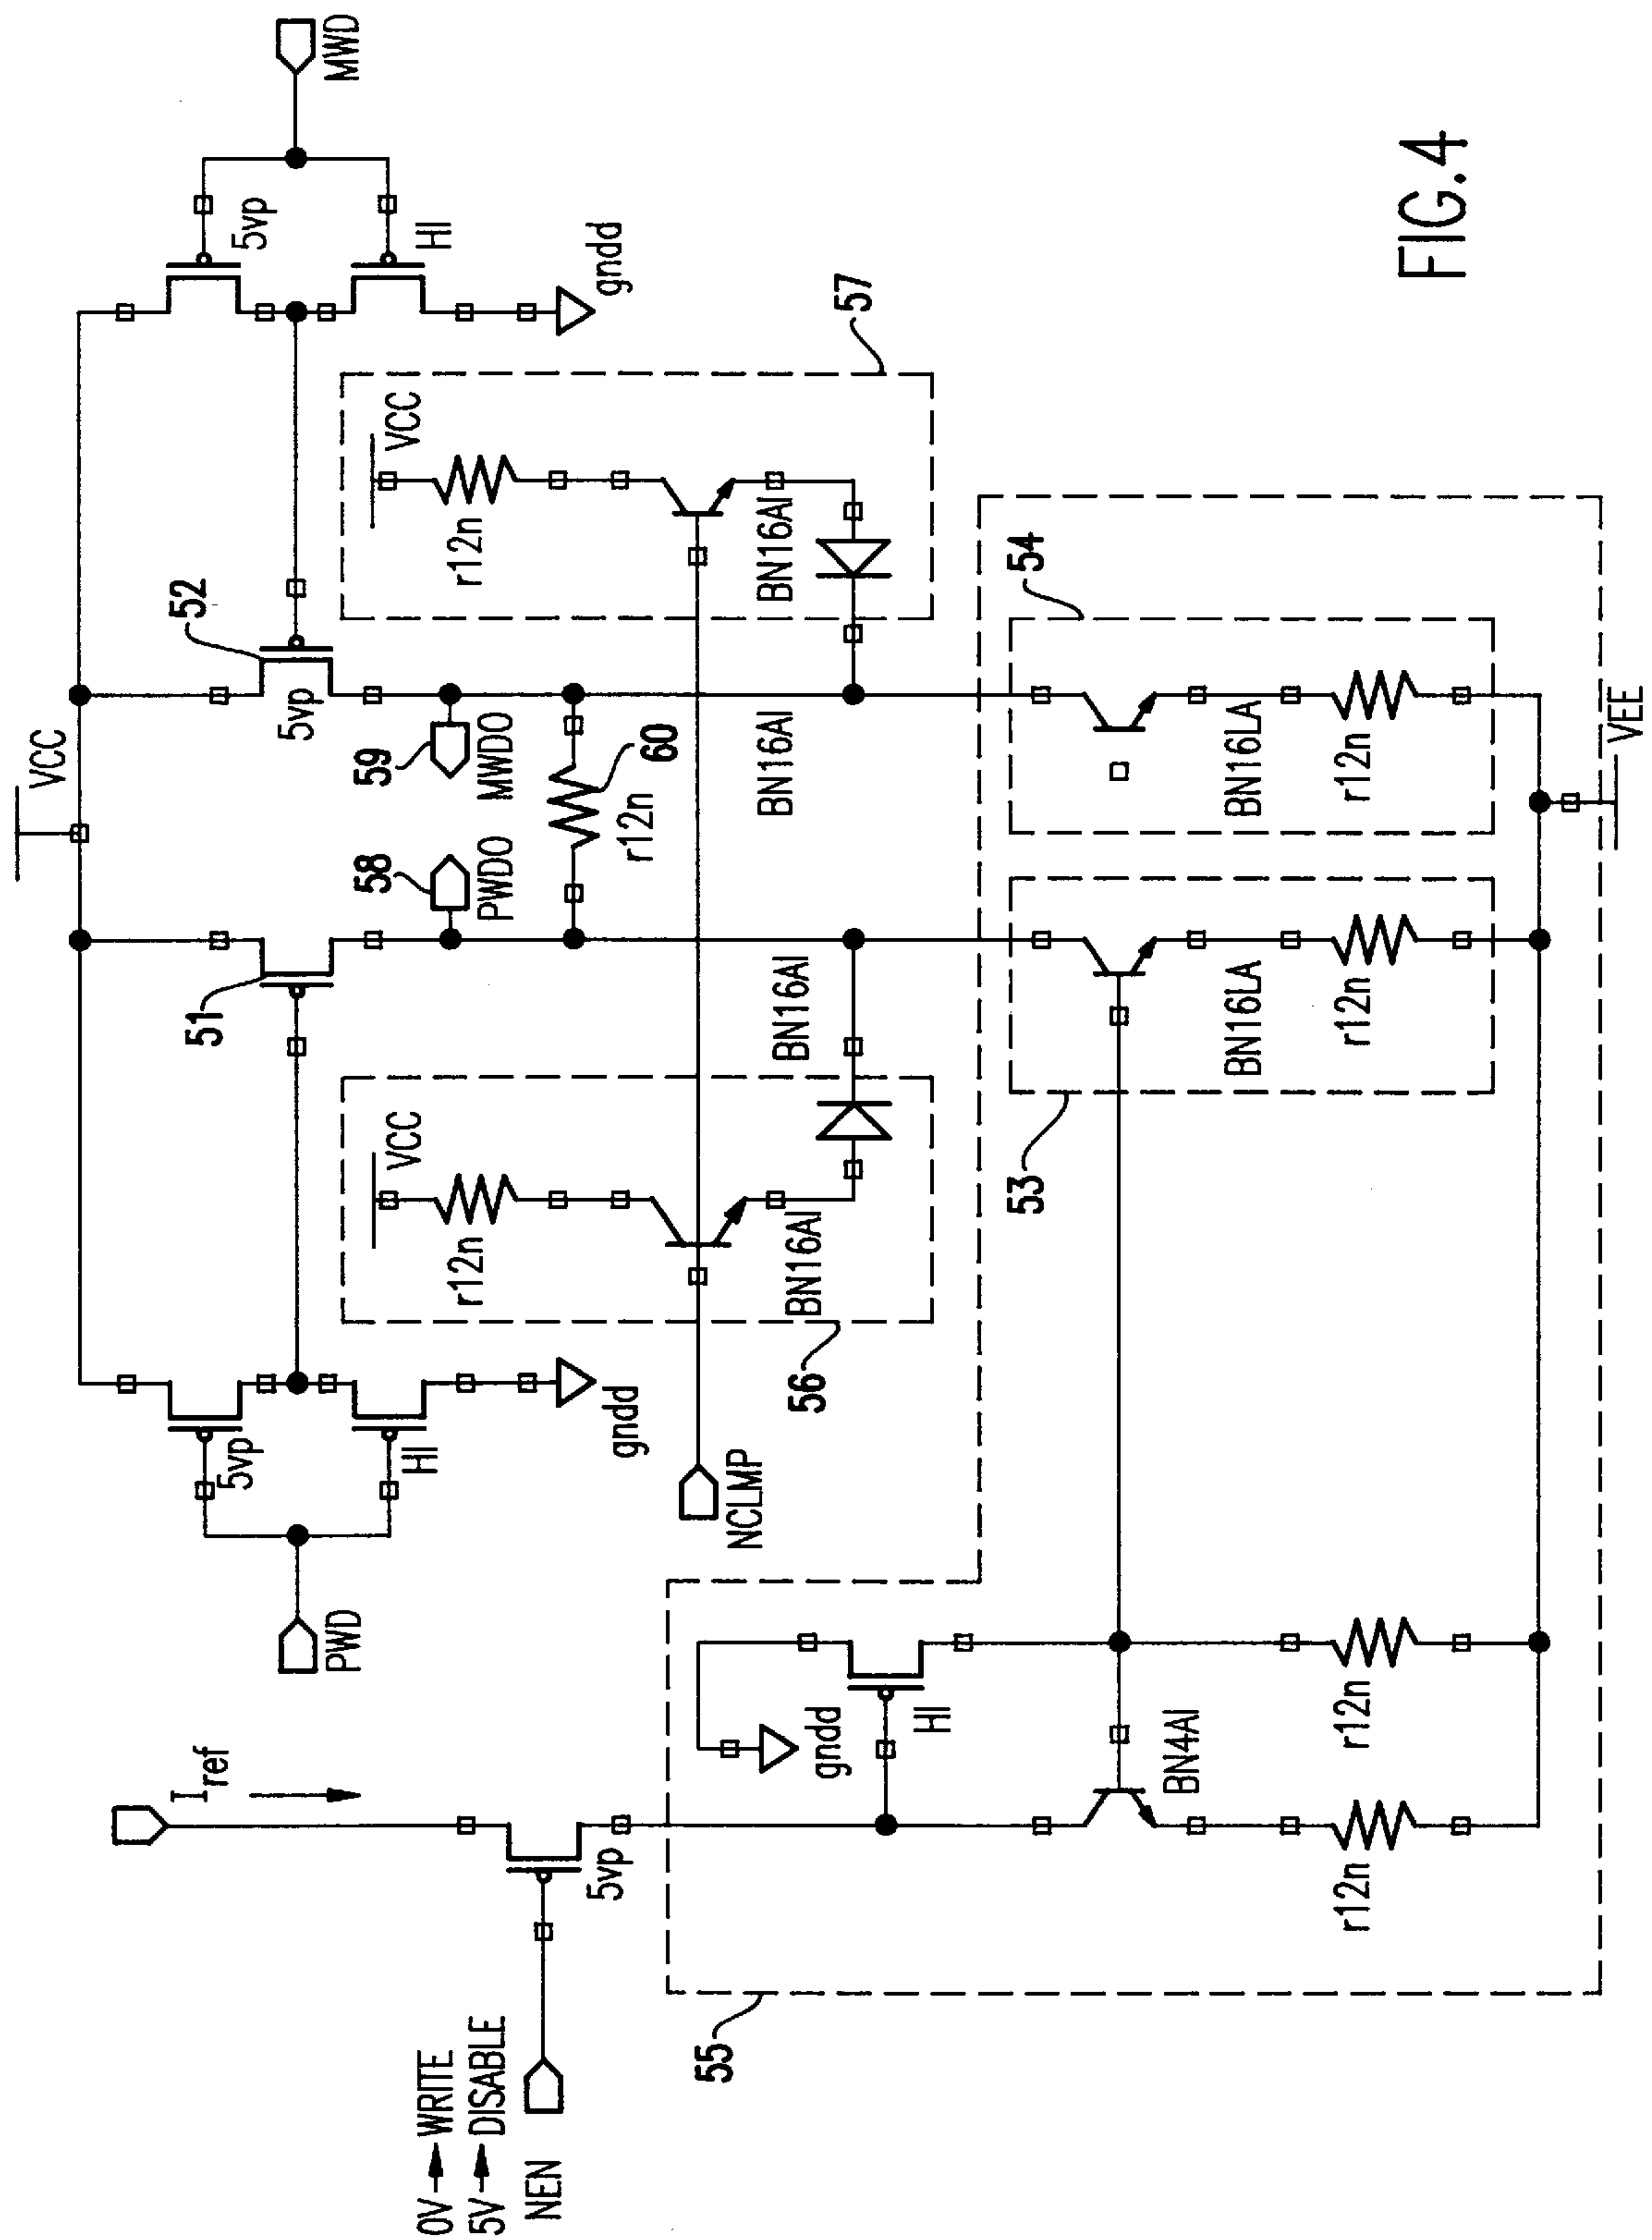 FIG.4
VCC
MWD
5vp
HI
gndd
52
5vp
59
MWDO
58
PWDO
60
r12n
51
57
VCC
r12n
BN16AI
BN16AI
54
BN16LA
r12n
VEE
53
BN16LA
r12n
BN16AI
VCC
r12n
BN16AI
56
NCLMP
5vp
HI
gndd
PWD
Iref
5vp
gndd
HI
BN4AI
r12n
r12n
55
0V→WRITE
5V→DISABLE
NEN